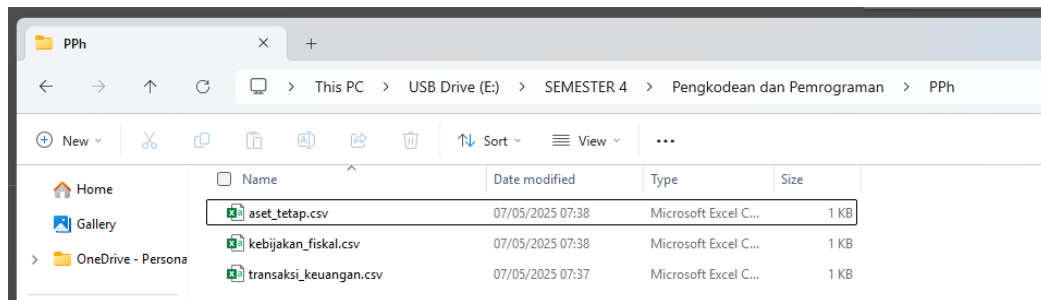 PPh
This PC > USB Drive (E:) > SEMESTER 4 > Pengkodean dan Pemrograman > PPh
New Sort View ...
Name Date modified Type Size
Home
Gallery
OneDrive - Persona
aset_tetap.csv 07/05/2025 07:38 Microsoft Excel C... 1 KB
kebijakan_fiskal.csv 07/05/2025 07:38 Microsoft Excel C... 1 KB
transaksi_keuangan.csv 07/05/2025 07:37 Microsoft Excel C... 1 KB